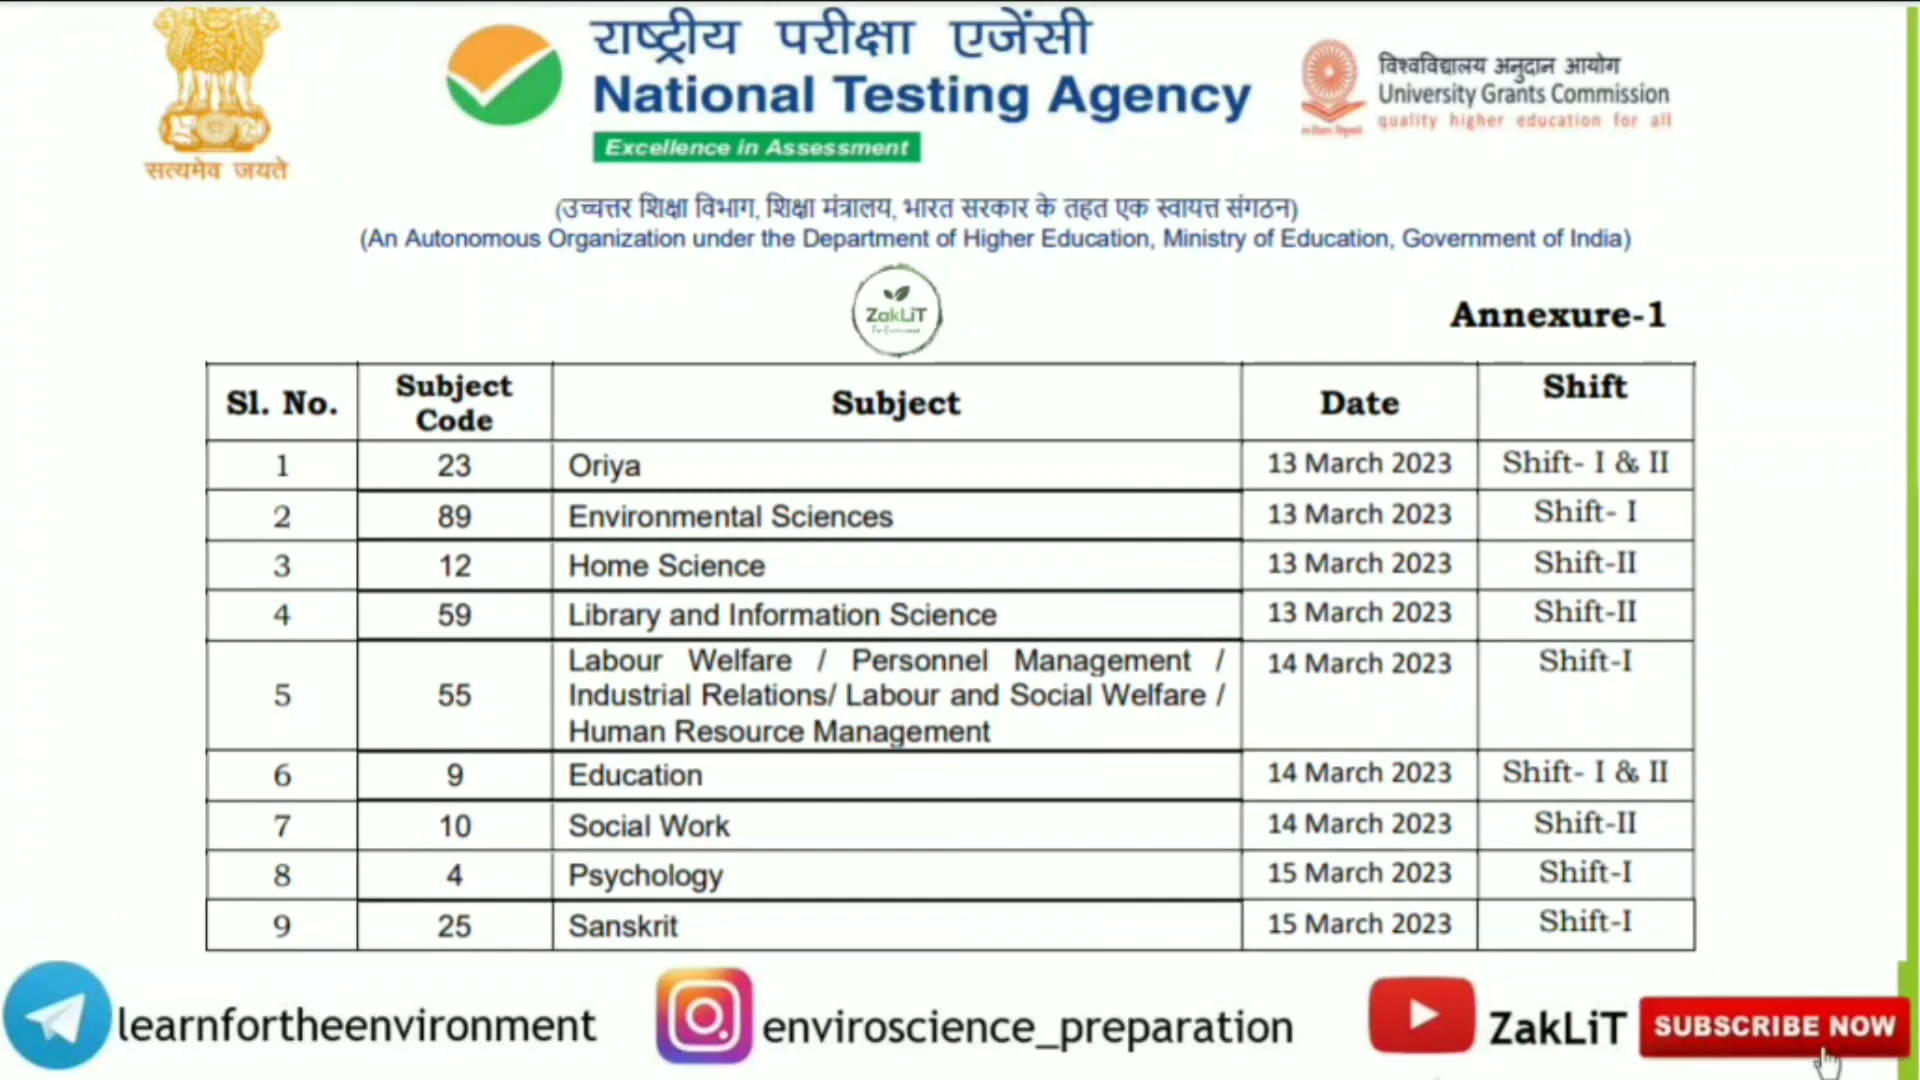 राष्ट्रीय परीक्षा एजेंसी
National Testing Agency
Excellence in Assessment
सत्यमेव जयते
विश्वविद्यालय अनुदान आयोग
University Grants Commission
quality higher education for all
(उच्चत्तर शिक्षा विभाग, शिक्षा मंत्रालय, भारत सरकार के तहत एक स्वायत्त संगठन)
(An Autonomous Organization under the Department of Higher Education, Ministry of Education, Government of India)
ZakLiT
Annexure-1
Sl. No. Subject Code Subject Date Shift
1 23 Oriya 13 March 2023 Shift- I & II
2 89 Environmental Sciences 13 March 2023 Shift- I
3 12 Home Science 13 March 2023 Shift-II
4 59 Library and Information Science 13 March 2023 Shift-II
5 55 Labour Welfare / Personnel Management / 14 March 2023 Shift-I
Industrial Relations/ Labour and Social Welfare /
Human Resource Management
6 9 Education 14 March 2023 Shift- I & II
7 10 Social Work 14 March 2023 Shift-II
8 4 Psychology 15 March 2023 Shift-I
9 25 Sanskrit 15 March 2023 Shift-I
learnfortheenvironment enviroscience_preparation ZakLiT SUBSCRIBE NOW